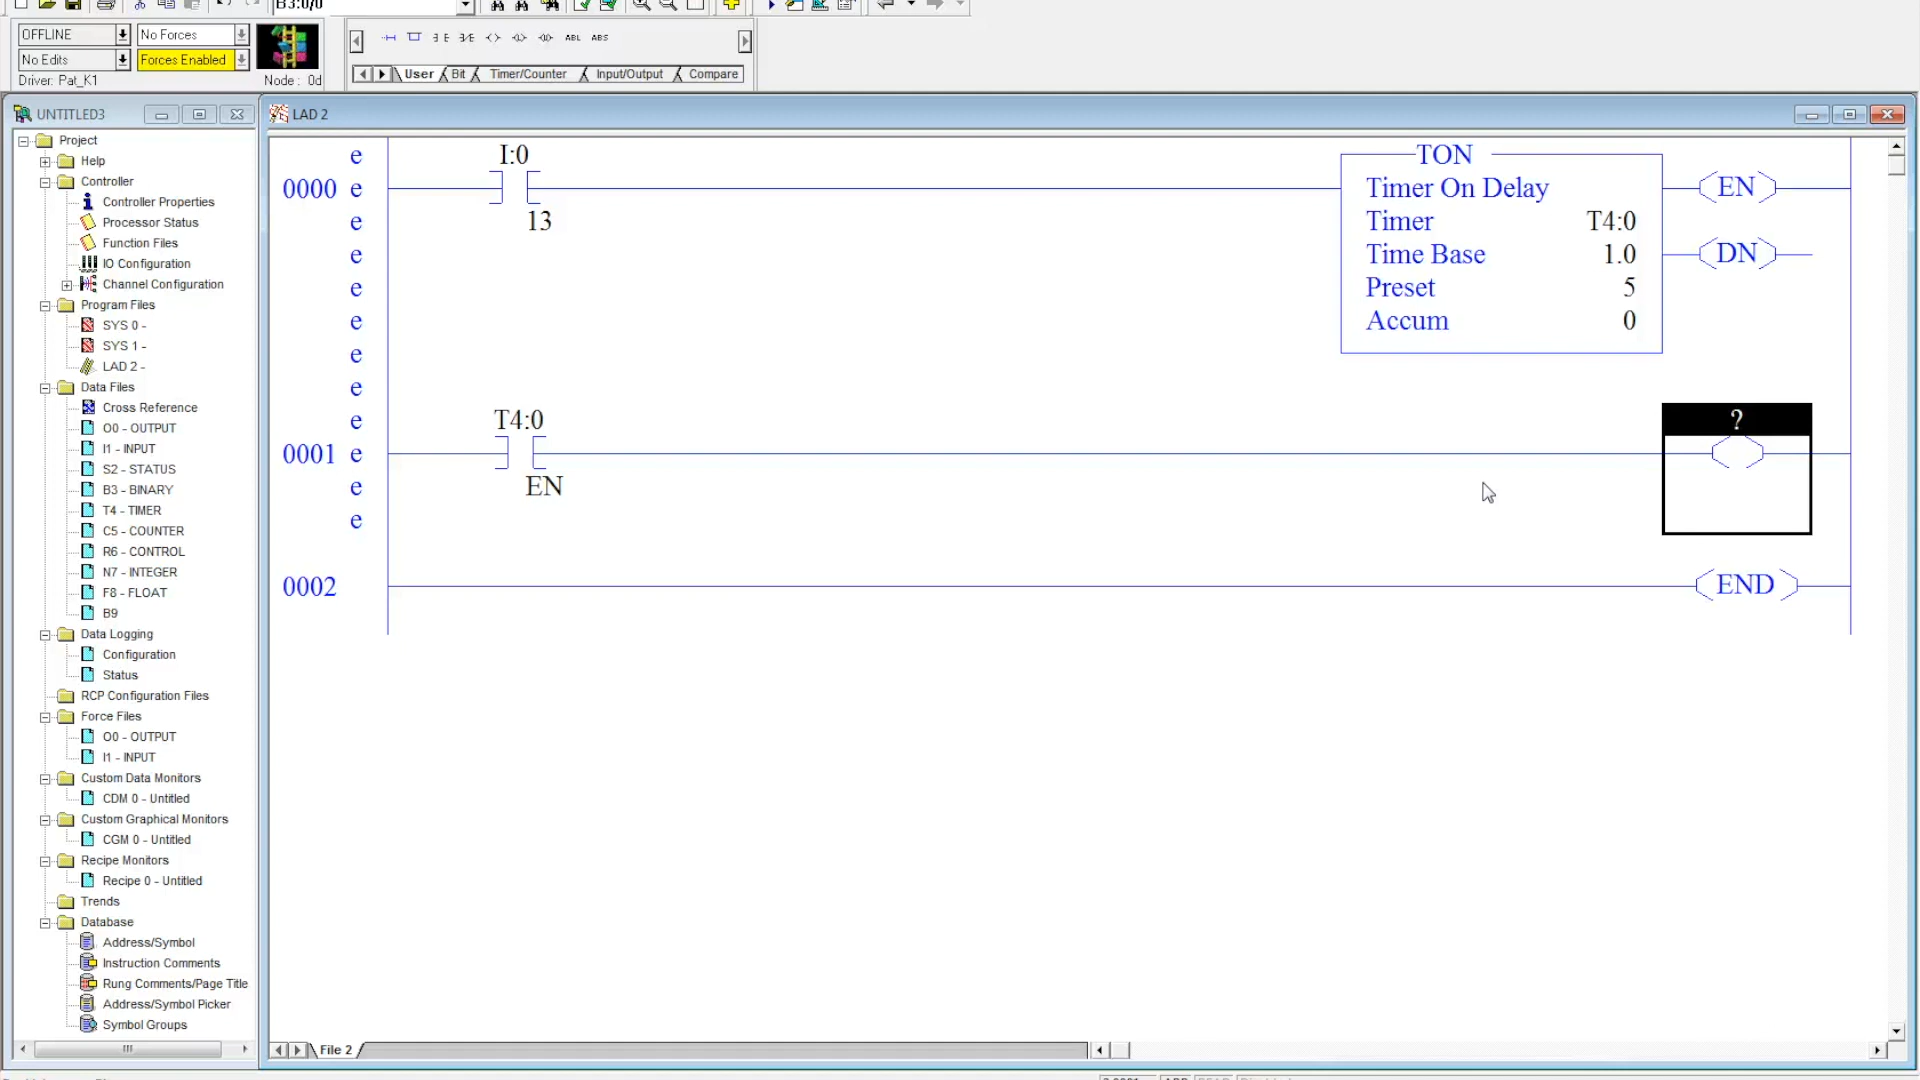 B3:0/0
OFFLINE No Forces
No Edits Forces Enabled
Driver: Pat_K1 Node : 0d
ABL ABS
User Bit Timer/Counter Input/Output Compare
UNTITLED3
Project
Help
Controller
Controller Properties
Processor Status
Function Files
IO Configuration
Channel Configuration
Program Files
SYS 0 -
SYS 1 -
LAD 2 -
Data Files
Cross Reference
O0 - OUTPUT
I1 - INPUT
S2 - STATUS
B3 - BINARY
T4 - TIMER
C5 - COUNTER
R6 - CONTROL
N7 - INTEGER
F8 - FLOAT
B9
Data Logging
Configuration
Status
RCP Configuration Files
Force Files
O0 - OUTPUT
I1 - INPUT
Custom Data Monitors
CDM 0 - Untitled
Custom Graphical Monitors
CGM 0 - Untitled
Recipe Monitors
Recipe 0 - Untitled
Trends
Database
Address/Symbol
Instruction Comments
Rung Comments/Page Title
Address/Symbol Picker
Symbol Groups
LAD 2
e I:0 TON
0000 e Timer On Delay EN
e 13 Timer T4:0
e Time Base 1.0 DN
e Preset 5
e Accum 0
e
e
e T4:0 ?
0001 e
e EN
e
0002 END
File 2